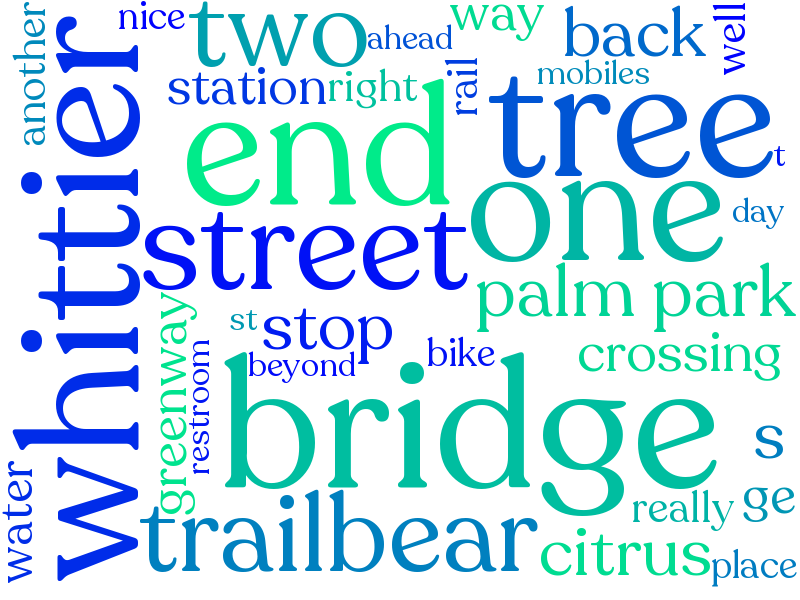 another
nice
two
ahead
way
back
well
station
right
rail
mobiles
tree
t
whittier
end
one
day
street
palm park
greenway
st
stop
beyond
bike
crossing
restroom
bridge
s
water
trailbear
really
ge
citrus
place